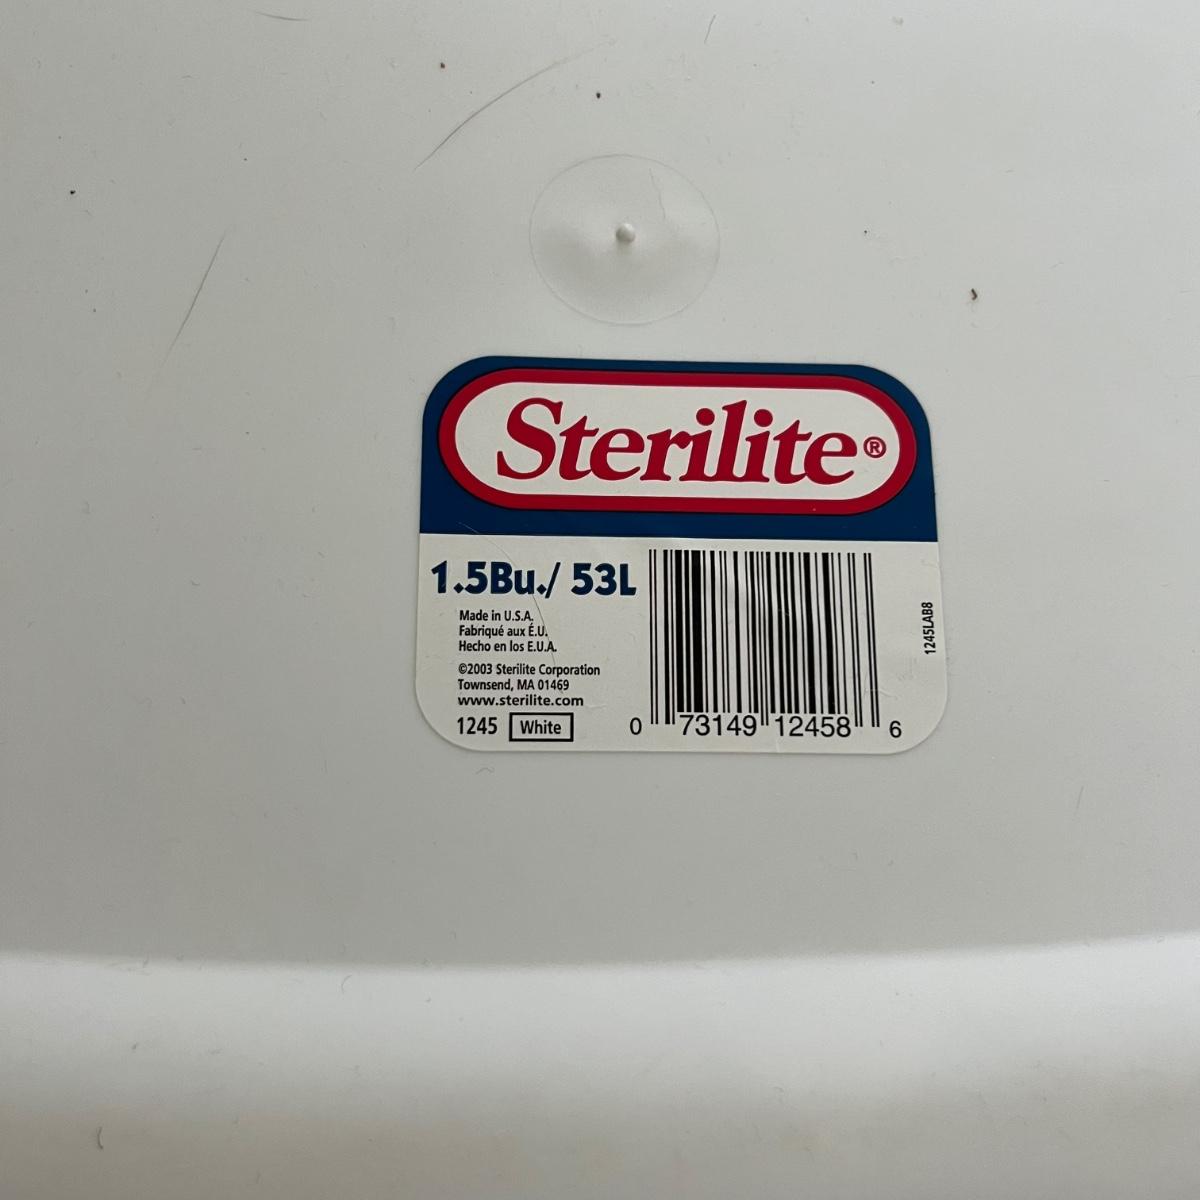 Sterilite®
1.5Bu./ 53L
Made in U.S.A.
Fabriqué aux É.U.
Hecho en los E.U.A.
©2003 Sterilite Corporation
Townsend, MA 01469
www.sterilite.com
1245 White
0 73149 12458 6
1245LAB8